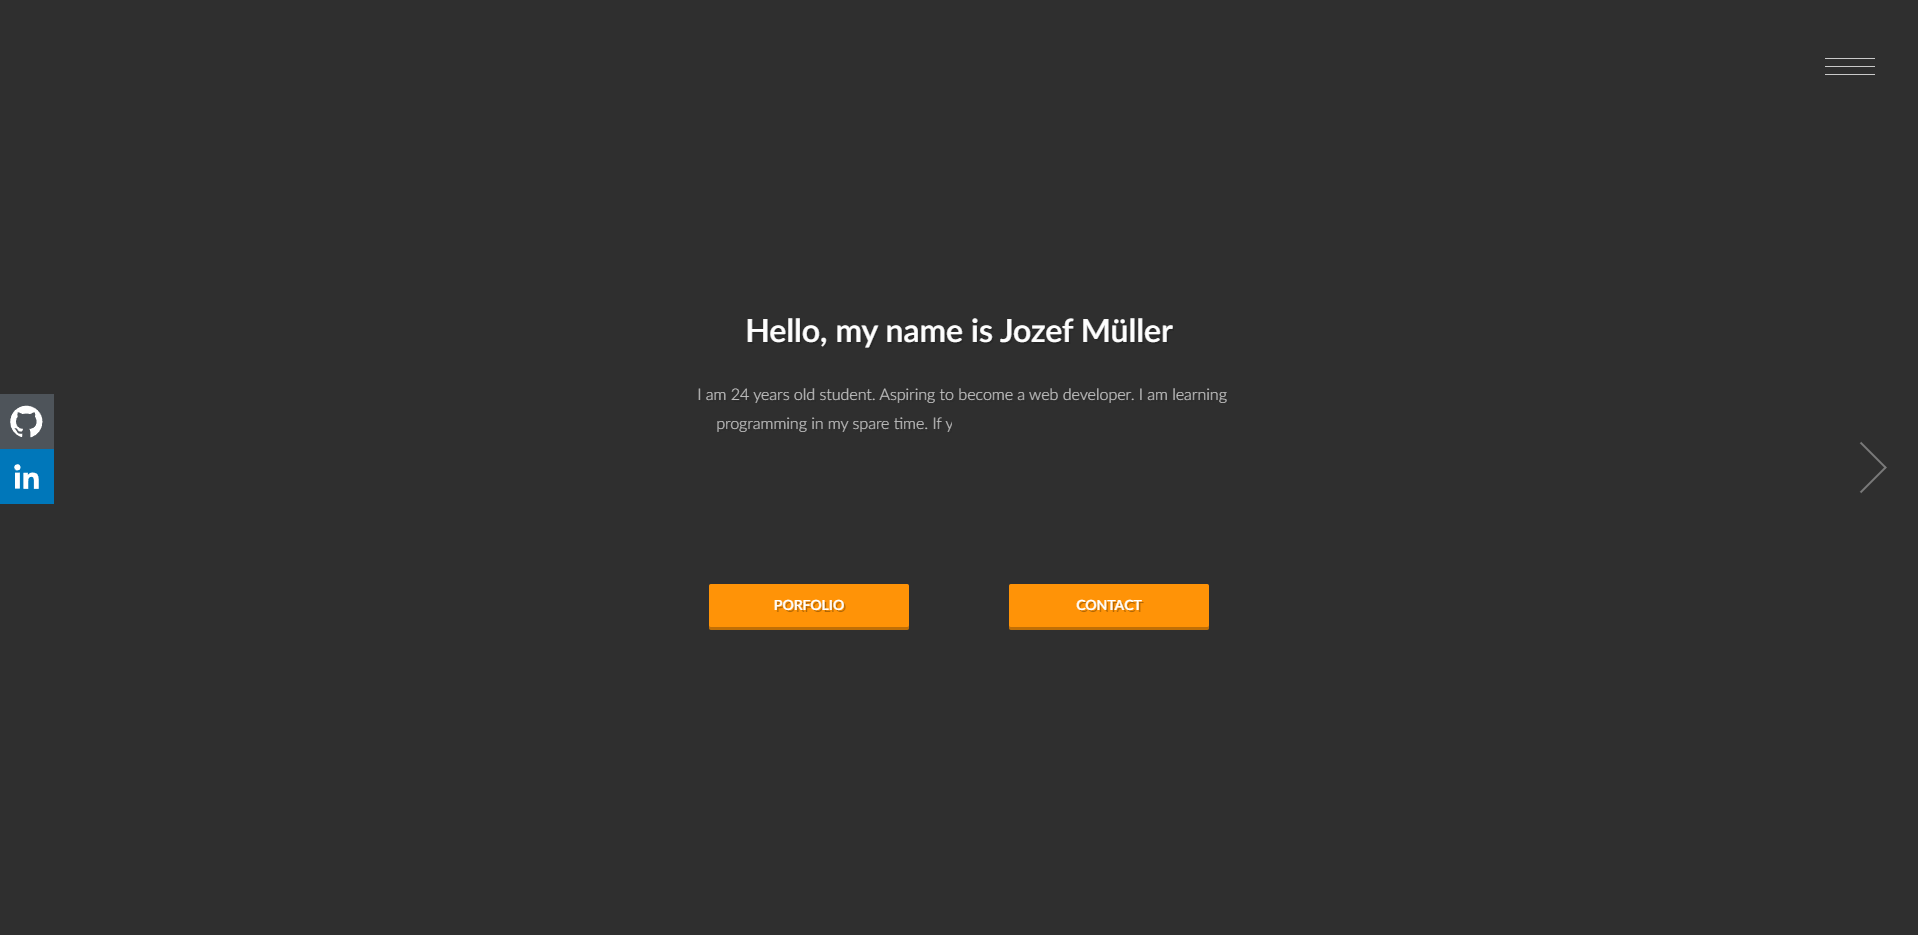 Hello, my name is Jozef Müller
I am 24 years old student. Aspiring to become a web developer. I am learning
programming in my spare time. If y
in
PORFOLIO
CONTACT